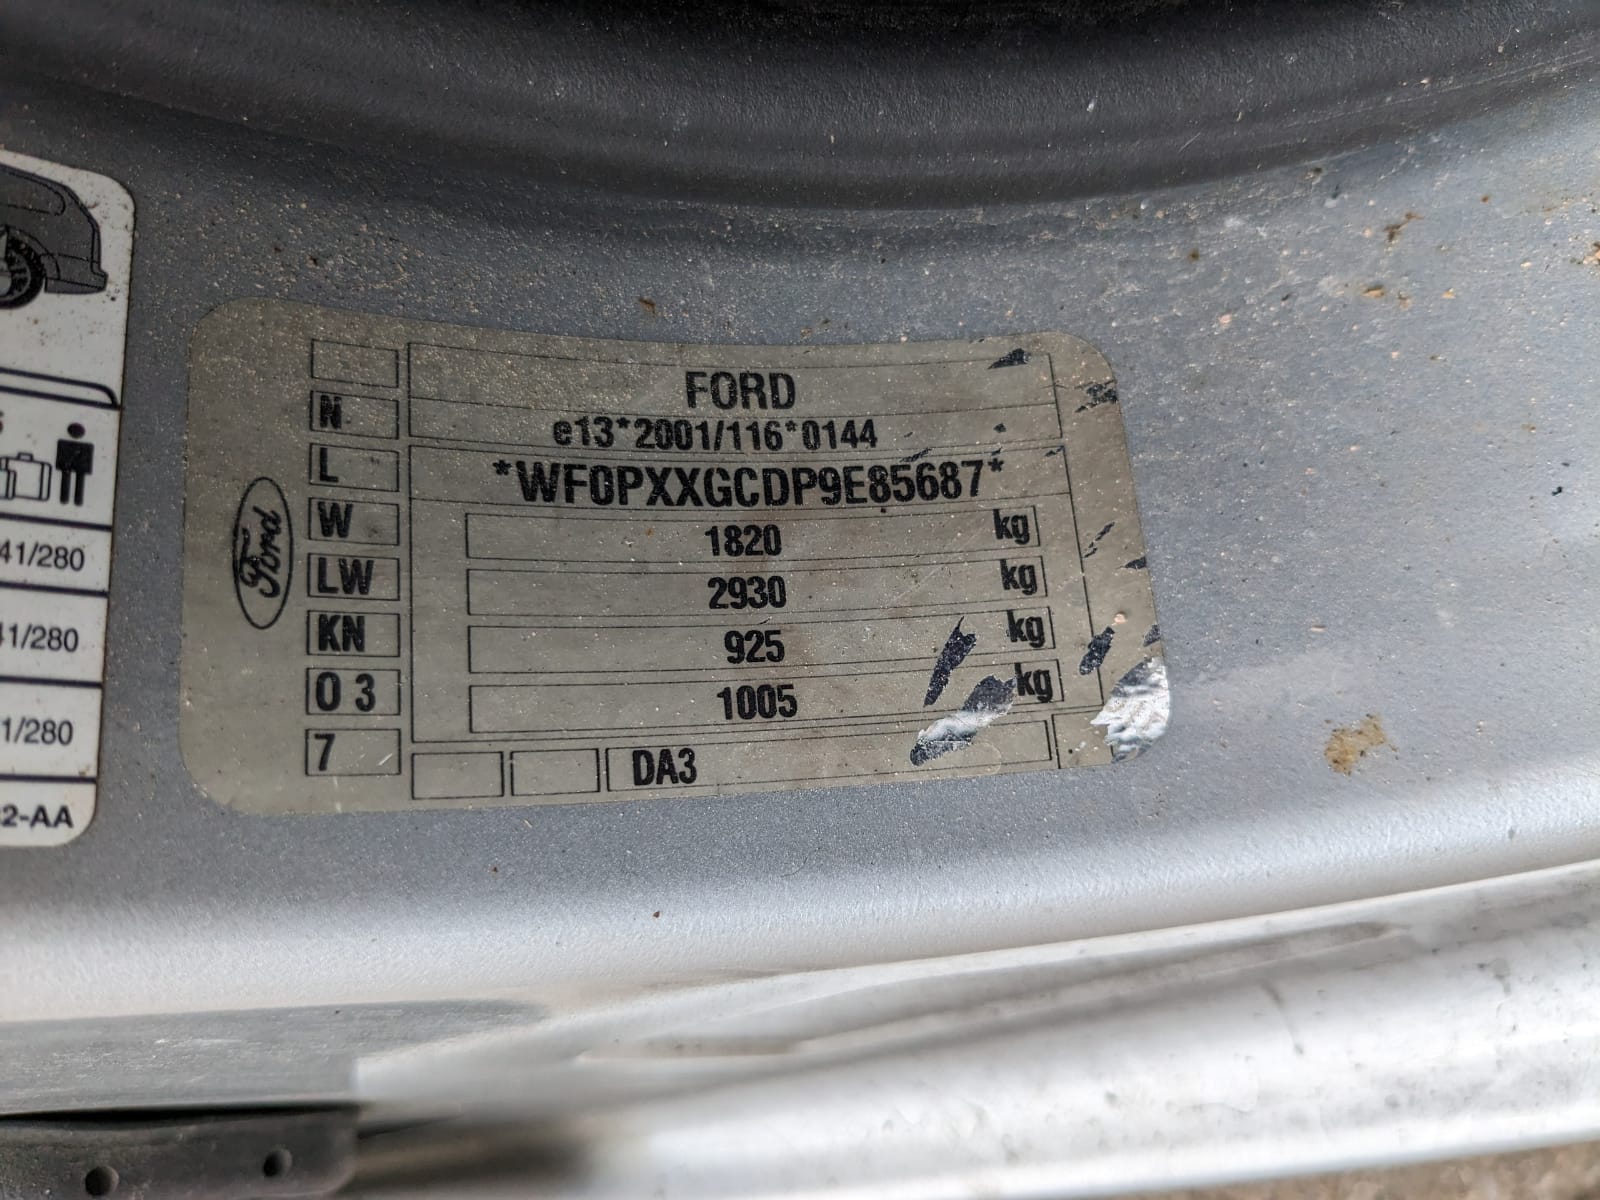 FORD
N
e13*2001/116*0144
L
*WF0PXXGCDP9E85687*
W
1820 kg
LW
2930 kg
KN
925 kg
O 3
1005 kg
7
DA3
Ford
41/280
41/280
1/280
2-AA